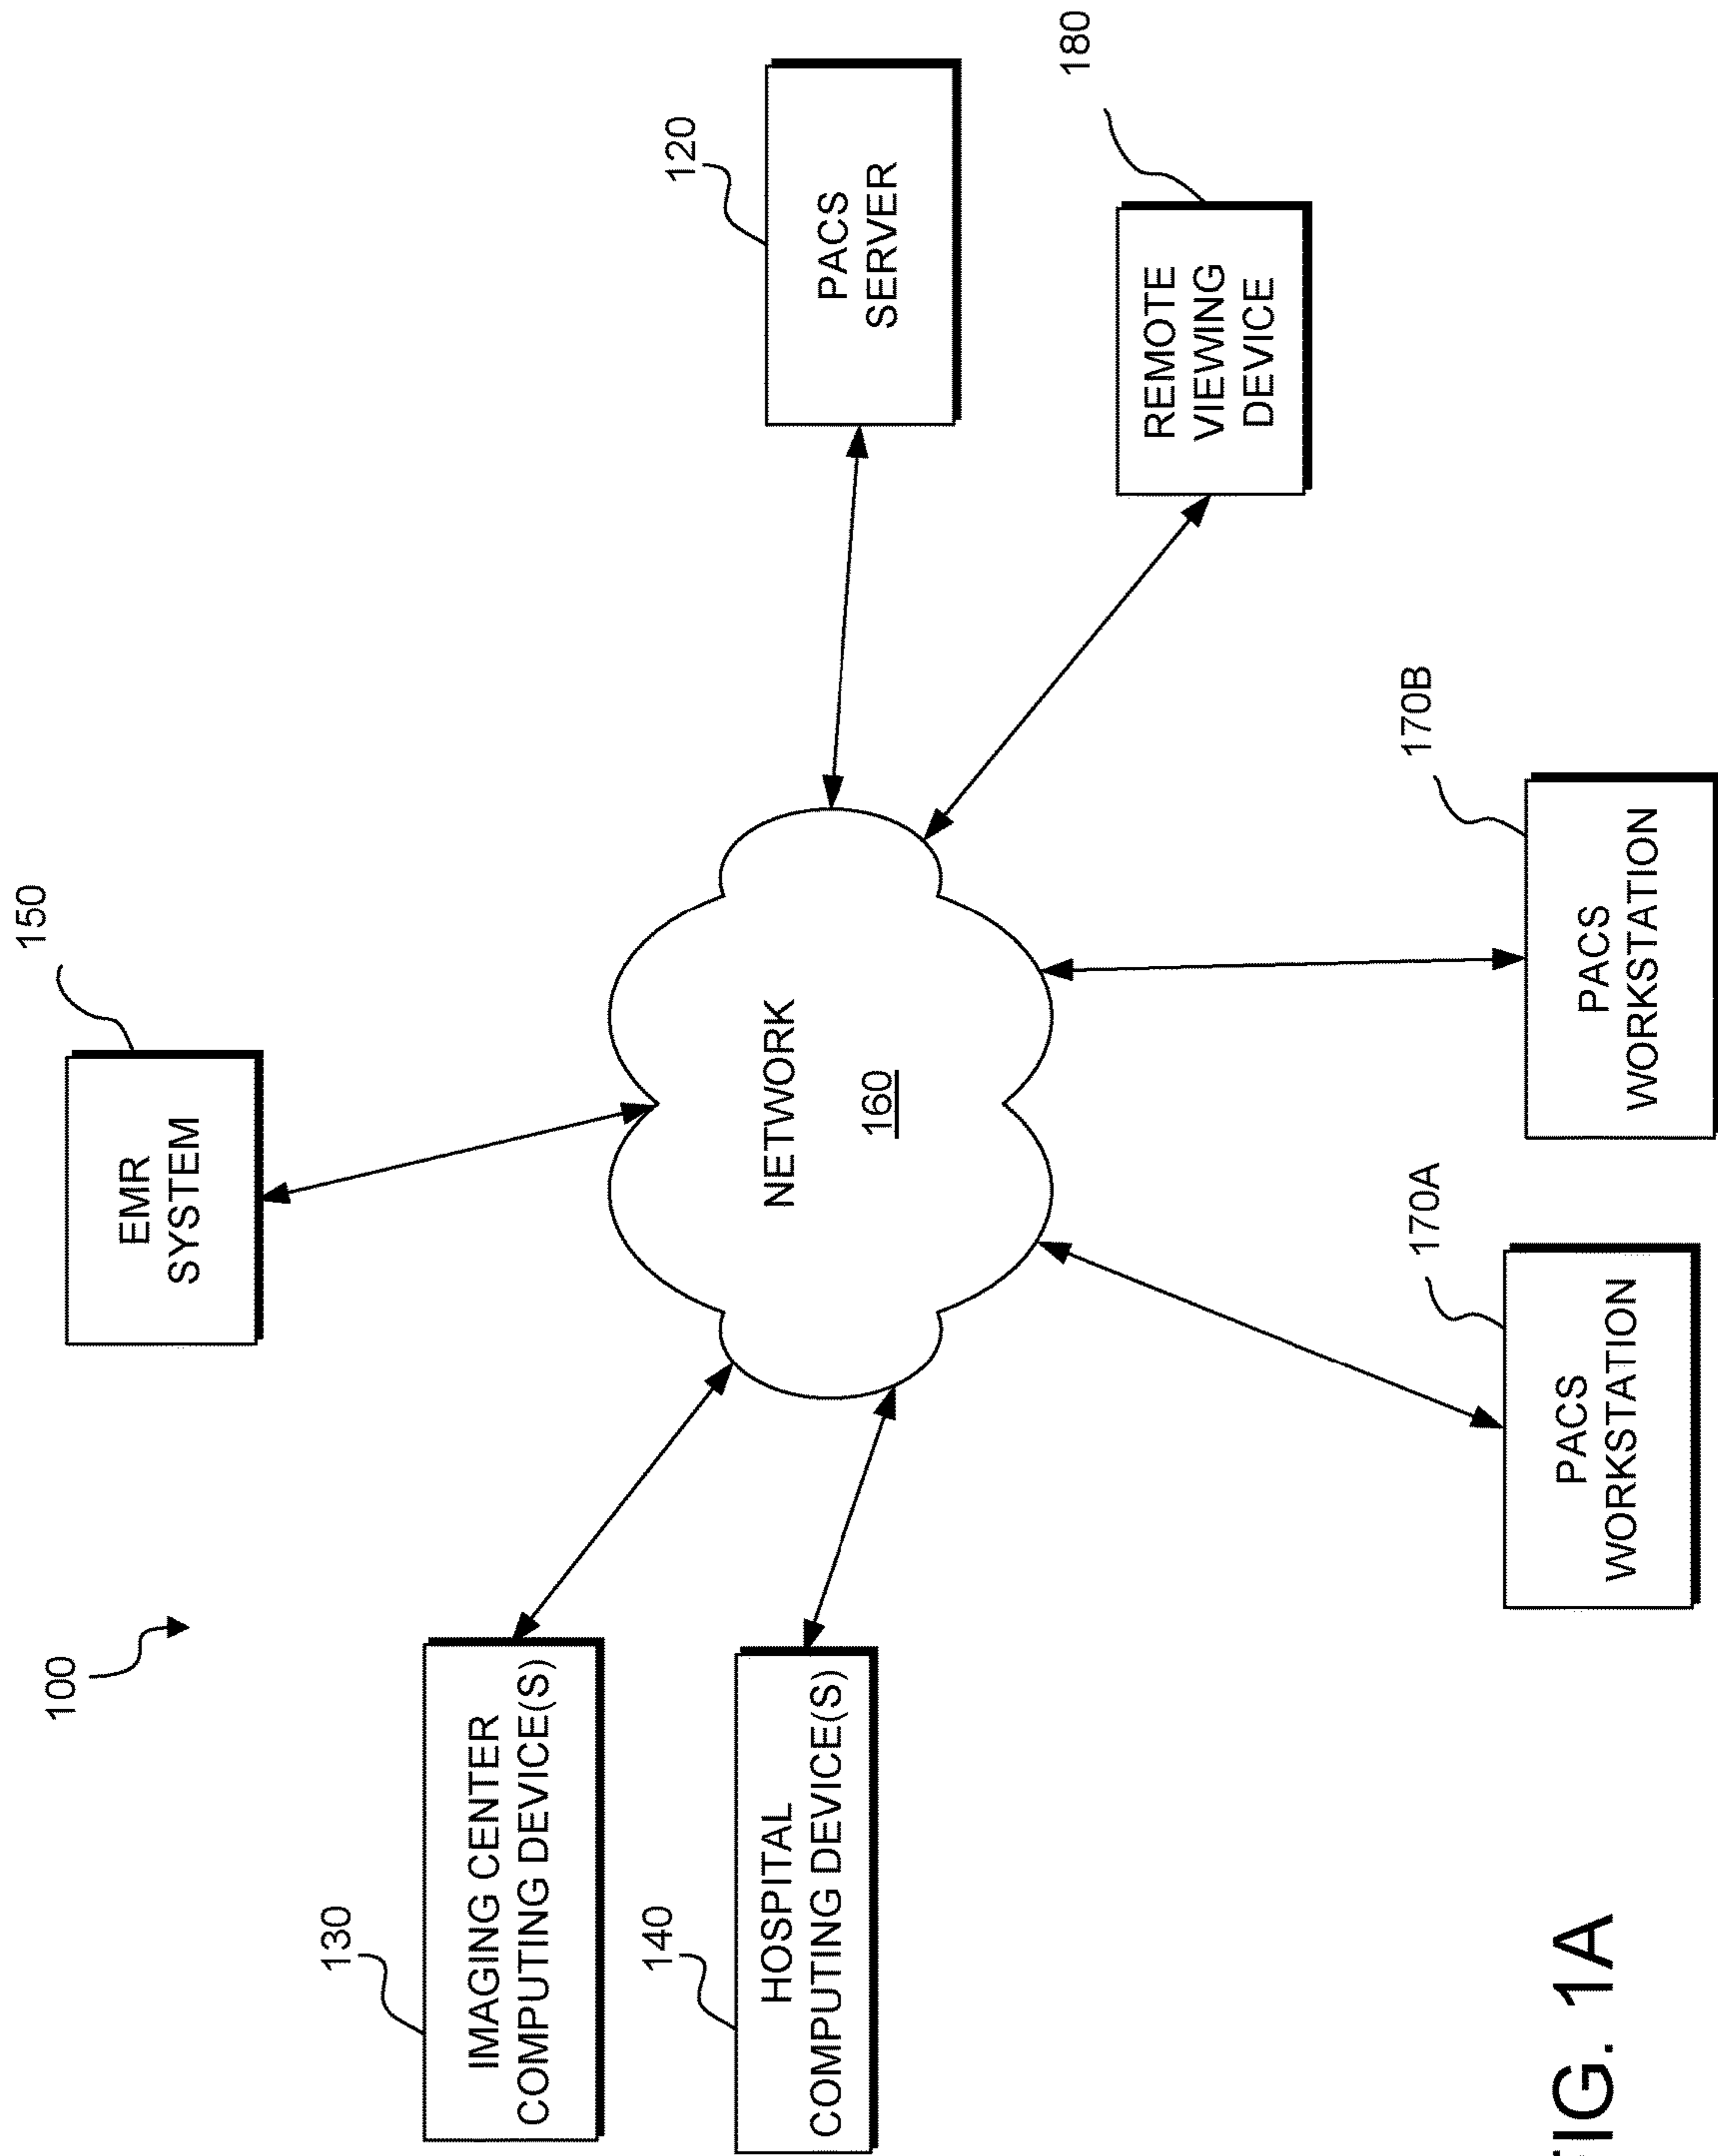 100
150
EMR
SYSTEM
130
IMAGING CENTER
COMPUTING DEVICE(S)
140
HOSPITAL
COMPUTING DEVICE(S)
NETWORK
160
120
PACS
SERVER
180
REMOTE
VIEWING
DEVICE
170A
PACS
WORKSTATION
170B
PACS
WORKSTATION
IG. 1A